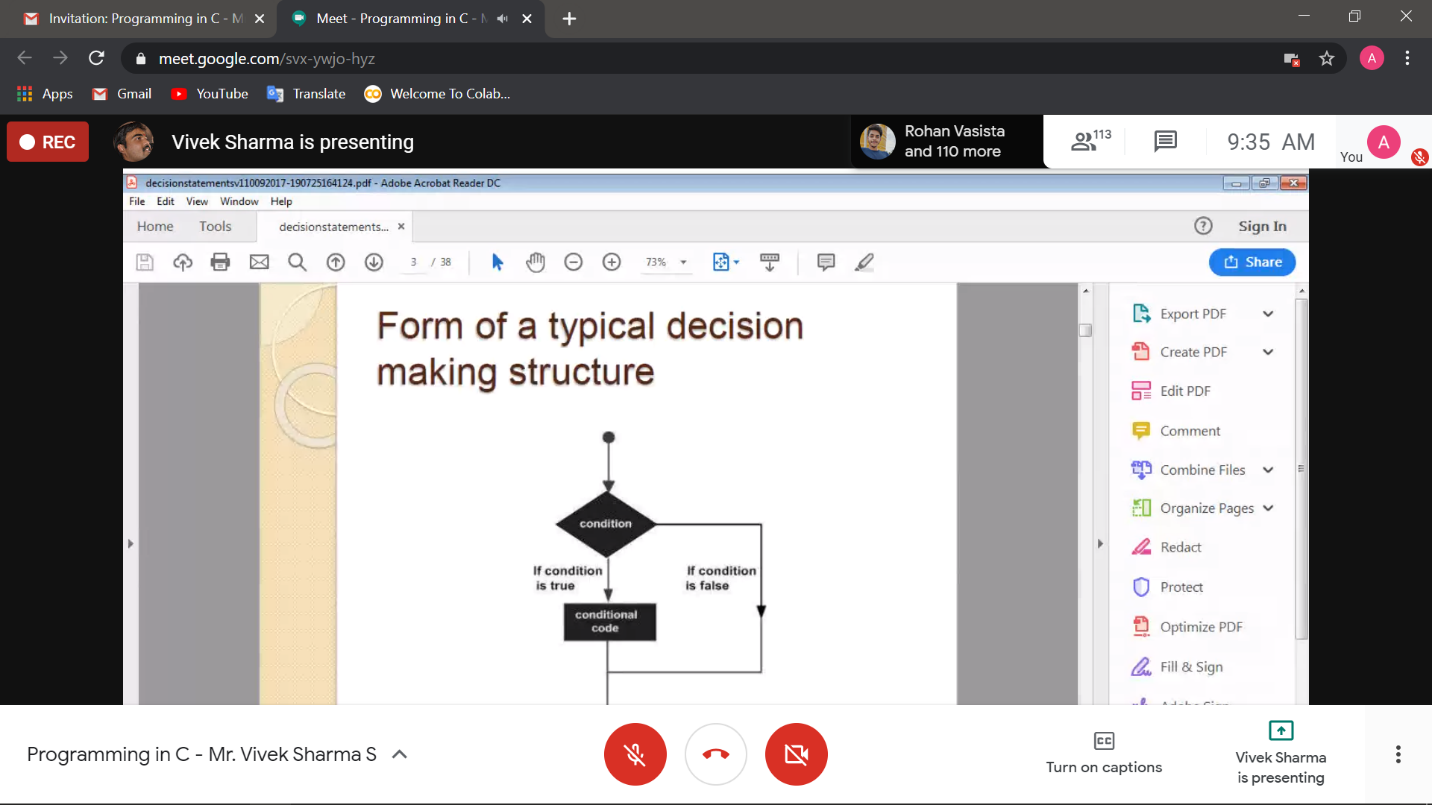 Invitation: Programming in C - M
Meet - Programming in C - M
meet.google.com/svx-ywjo-hyz
A
Apps
Gmail
YouTube
Translate
Welcome To Colab...
REC
Vivek Sharma is presenting
Rohan Vasista
and 110 more
113
9:35 AM
You
A
decisionstatementsv110092017-190725164124.pdf - Adobe Acrobat Reader DC
File Edit View Window Help
Home Tools decisionstatements...
Sign In
3 / 38
73%
Share
Form of a typical decision
making structure
condition
If condition
is true
If condition
is false
conditional
code
Export PDF
Create PDF
Edit PDF
Comment
Combine Files
Organize Pages
Redact
Protect
Optimize PDF
Fill & Sign
Programming in C - Mr. Vivek Sharma S
CC
Turn on captions
Vivek Sharma
is presenting